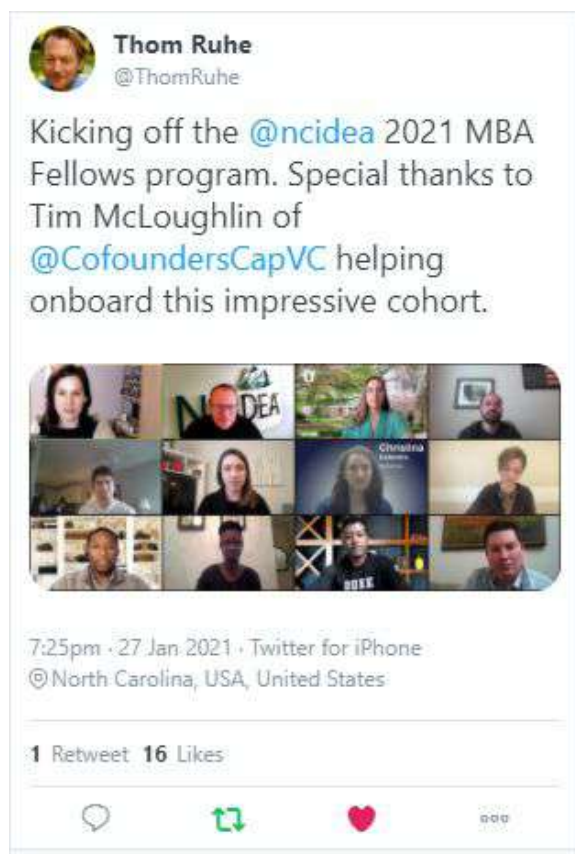 Thom Ruhe
@ThomRuhe
Kicking off the @ncidea 2021 MBA
Fellows program. Special thanks to
Tim McLoughlin of
@CofoundersCapVC helping
onboard this impressive cohort.
Christina
DUKE
7:25pm · 27 Jan 2021 · Twitter for iPhone
North Carolina, USA, United States
1 Retweet 16 Likes